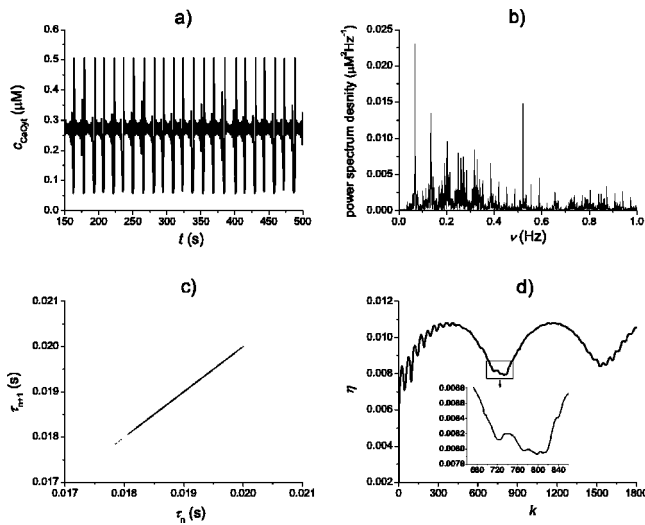 a)
0.6
0.5
0.4
0.3
0.2
0.1
0.0
c_CaCyt (μM)
150 200 250 300 350 400 450 500
t (s)
b)
0.025
0.020
0.015
0.010
0.005
0.000
power spectrum desnity (μM²Hz⁻¹)
0.0 0.2 0.4 0.6 0.8 1.0
ν (Hz)
c)
0.021
0.020
0.019
0.018
0.017
τ_n+1 (s)
0.017 0.018 0.019 0.020 0.021
τ_n (s)
d)
0.012
0.010
0.008
0.006
0.004
0.002
η
0.0088
0.0084
0.0080
0.0078
680 720 760 800 840
0 300 600 900 1200 1500 1800
k